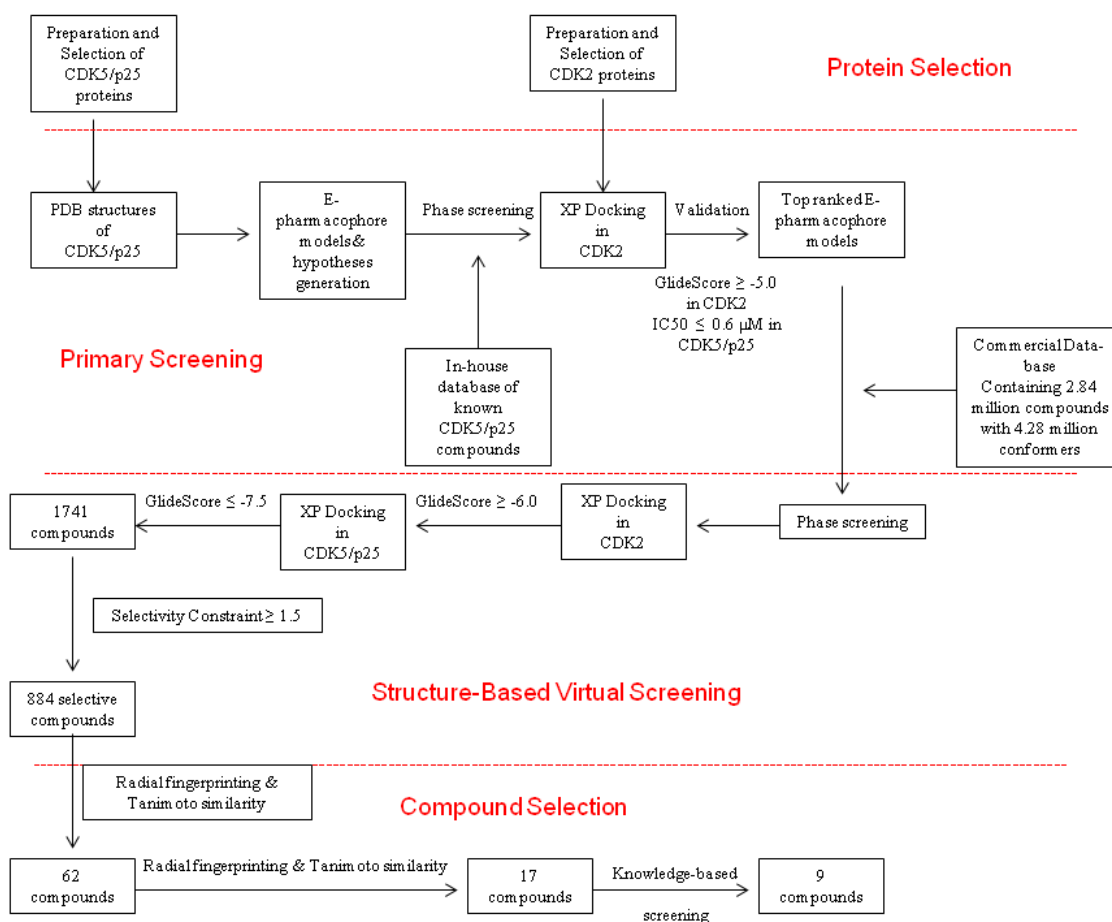 Preparation and
Selection of
CDK5/p25
proteins
Preparation and
Selection of
CDK2 proteins
Protein Selection
PDB structures
of
CDK5/p25
E-
pharmacophore
models &
hypotheses
generation
Phase screening
XP Docking
in
CDK2
Validation
Top ranked E-
pharmacophore
models
GlideScore ≥ -5.0
in CDK2
IC50 ≤ 0.6 μM in
CDK5/p25
Primary Screening
In-house
database of
known
CDK5/p25
compounds
Commercial Data-
base
Containing 2.84
million compounds
with 4.28 million
conformers
1741
compounds
GlideScore ≤ -7.5
XP Docking
in
CDK5/p25
GlideScore ≥ -6.0
XP Docking
in
CDK2
Phase screening
Selectivity Constraint ≥ 1.5
884 selective
compounds
Structure-Based Virtual Screening
Radial fingerprinting &
Tanimoto similarity
Compound Selection
62
compounds
Radial fingerprinting & Tanimoto similarity
17
compounds
Knowledge-based
screening
9
compounds